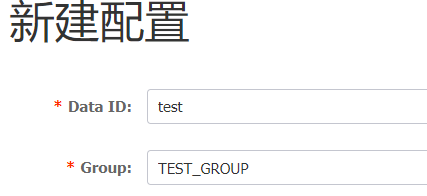 新建配置
* Data ID: test
* Group: TEST_GROUP